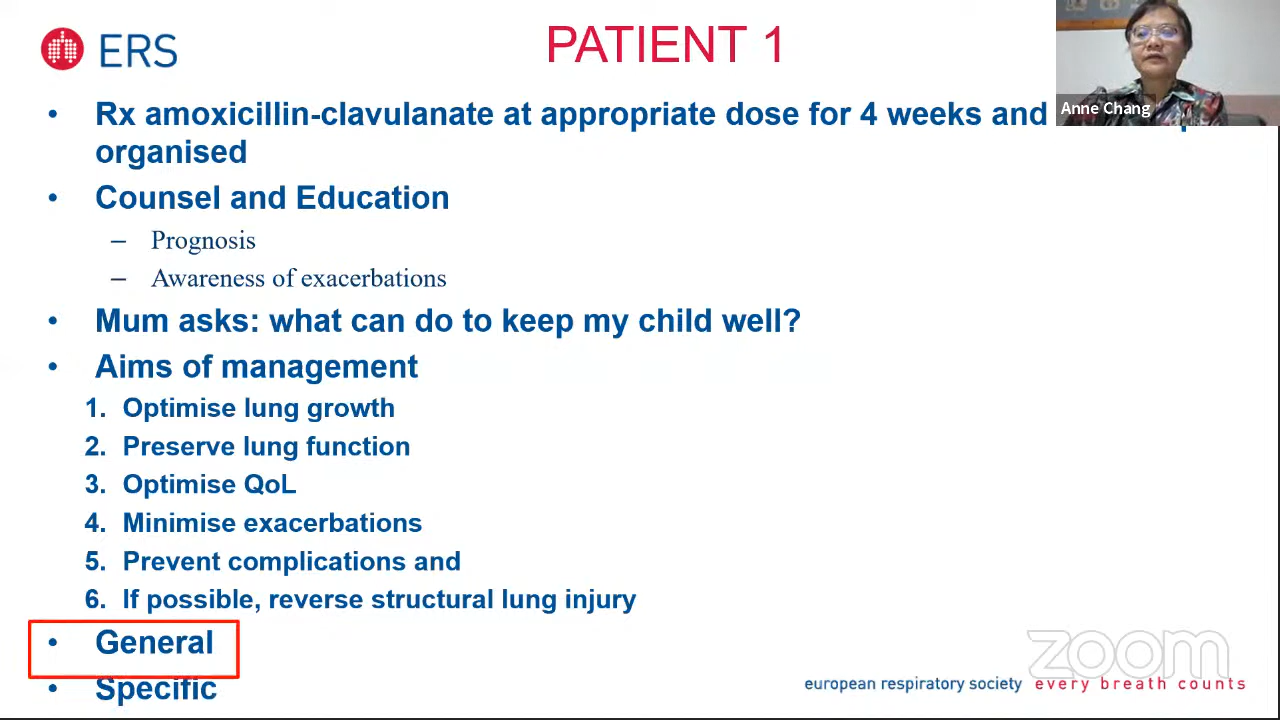 ERS
PATIENT 1
Anne Chang
• Rx amoxicillin-clavulanate at appropriate dose for 4 weeks and
organised
• Counsel and Education
– Prognosis
– Awareness of exacerbations
• Mum asks: what can do to keep my child well?
• Aims of management
1. Optimise lung growth
2. Preserve lung function
3. Optimise QoL
4. Minimise exacerbations
5. Prevent complications and
6. If possible, reverse structural lung injury
• General
• Specific
zoom
european respiratory society every breath counts